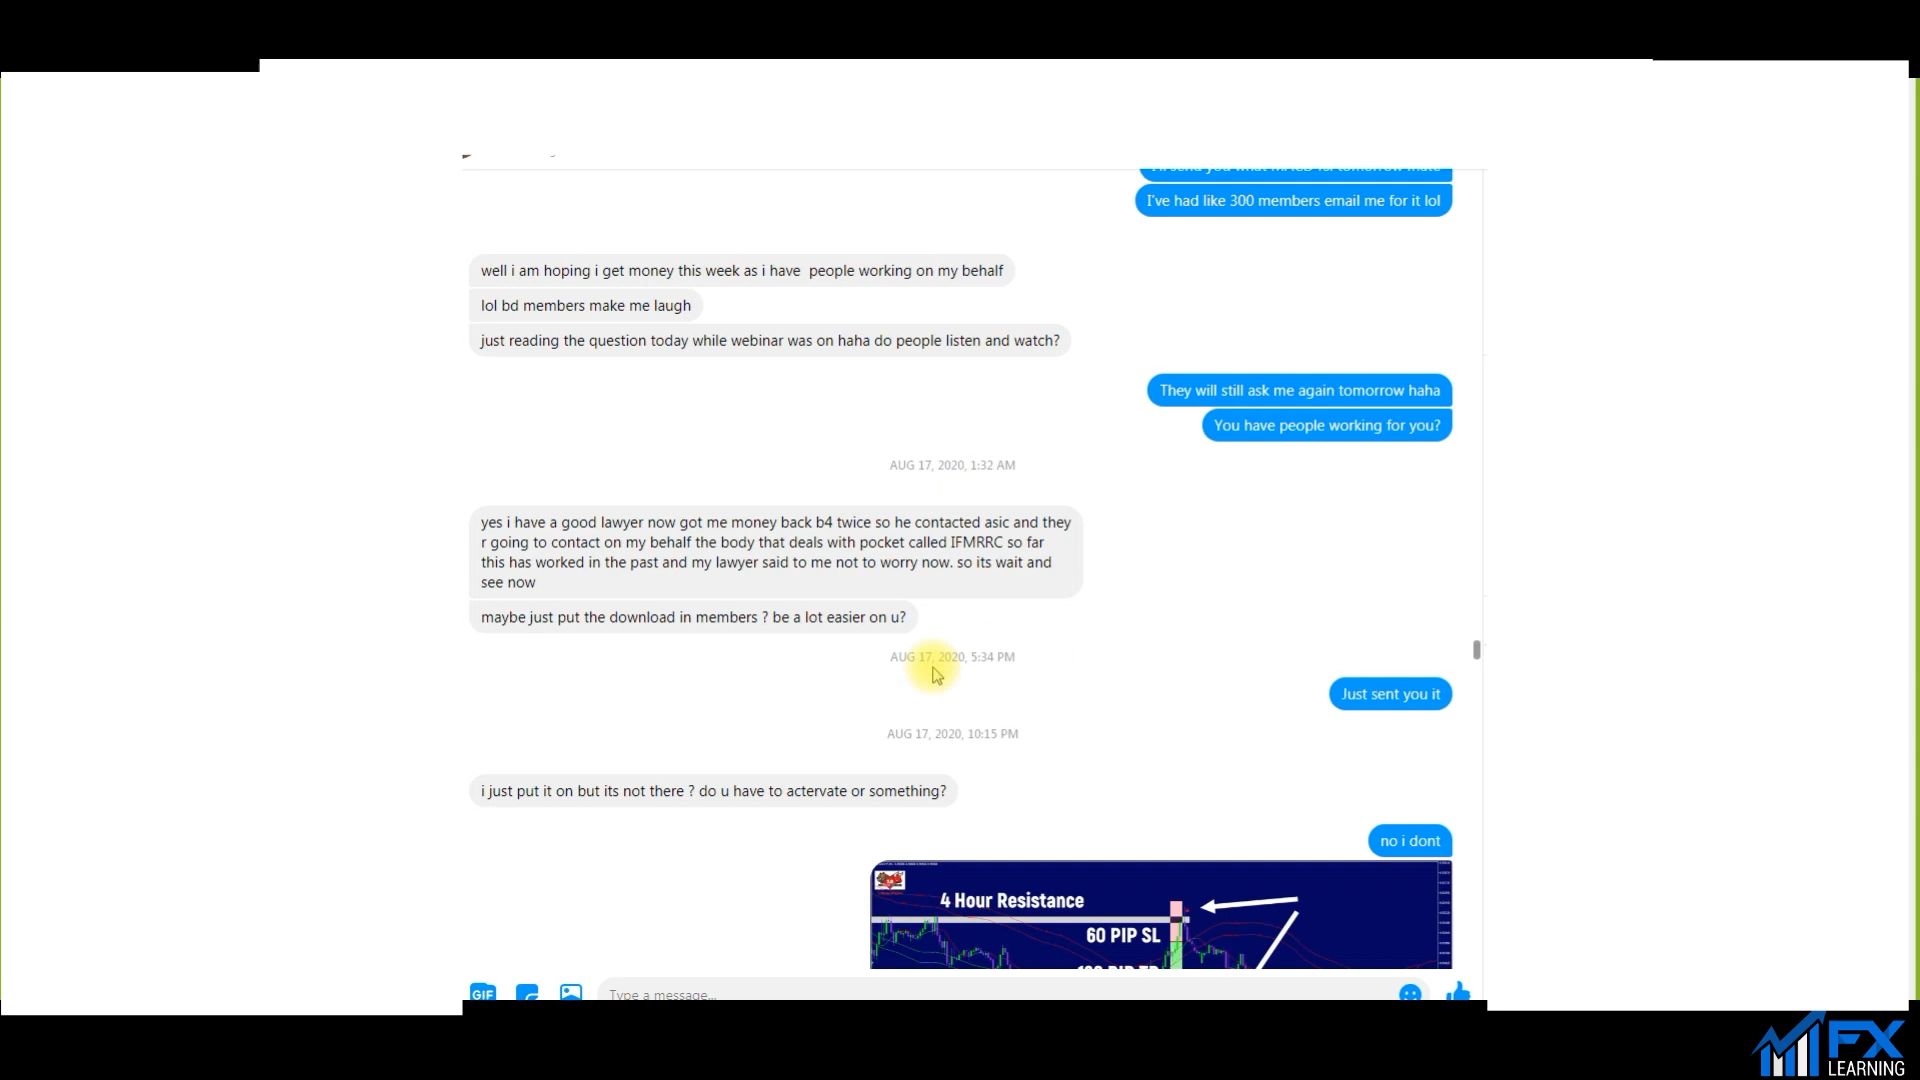 I'll send you what MACD tomorrow mate
I've had like 300 members email me for it lol
well i am hoping i get money this week as i have  people working on my behalf
lol bd members make me laugh
just reading the question today while webinar was on haha do people listen and watch?
They will still ask me again tomorrow haha
You have people working for you?
AUG 17, 2020, 1:32 AM
yes i have a good lawyer now got me money back b4 twice so he contacted asic and they
r going to contact on my behalf the body that deals with pocket called IFMRRC so far
this has worked in the past and my lawyer said to me not to worry now. so its wait and
see now
maybe just put the download in members ? be a lot easier on u?
AUG 17, 2020, 5:34 PM
Just sent you it
AUG 17, 2020, 10:15 PM
i just put it on but its not there ? do u have to actervate or something?
no i dont
4 Hour Resistance
60 PIP SL
GIF
Type a message...
FX
LEARNING